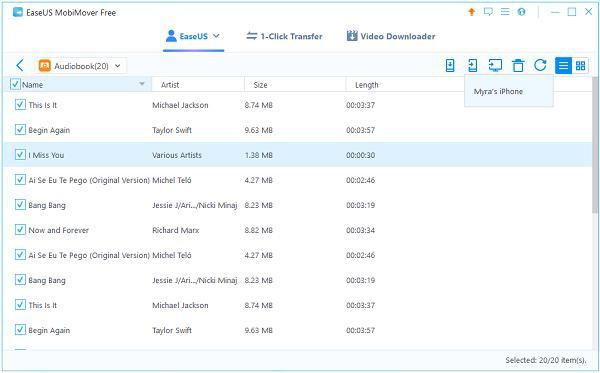 EaseUS MobiMover Free
EaseUS 1-Click Transfer Video Downloader
Audiobook(20)
Name Artist Size Length
Myra's iPhone
This Is It Michael Jackson 8.74 MB 00:03:37
Begin Again Taylor Swift 9.63 MB 00:03:57
I Miss You Various Artists 1.38 MB 00:00:30
Ai Se Eu Te Pego (Original Version) Michel Teló 4.27 MB 00:02:46
Bang Bang Jessie J/Ari.../Nicki Minaj 8.23 MB 00:03:19
Now and Forever Richard Marx 8.82 MB 00:03:34
Ai Se Eu Te Pego (Original Version) Michel Teló 4.27 MB 00:02:46
Bang Bang Jessie J/Ari.../Nicki Minaj 8.23 MB 00:03:19
This Is It Michael Jackson 8.74 MB 00:03:37
Begin Again Taylor Swift 9.63 MB 00:03:57
Selected: 20/20 item(s).